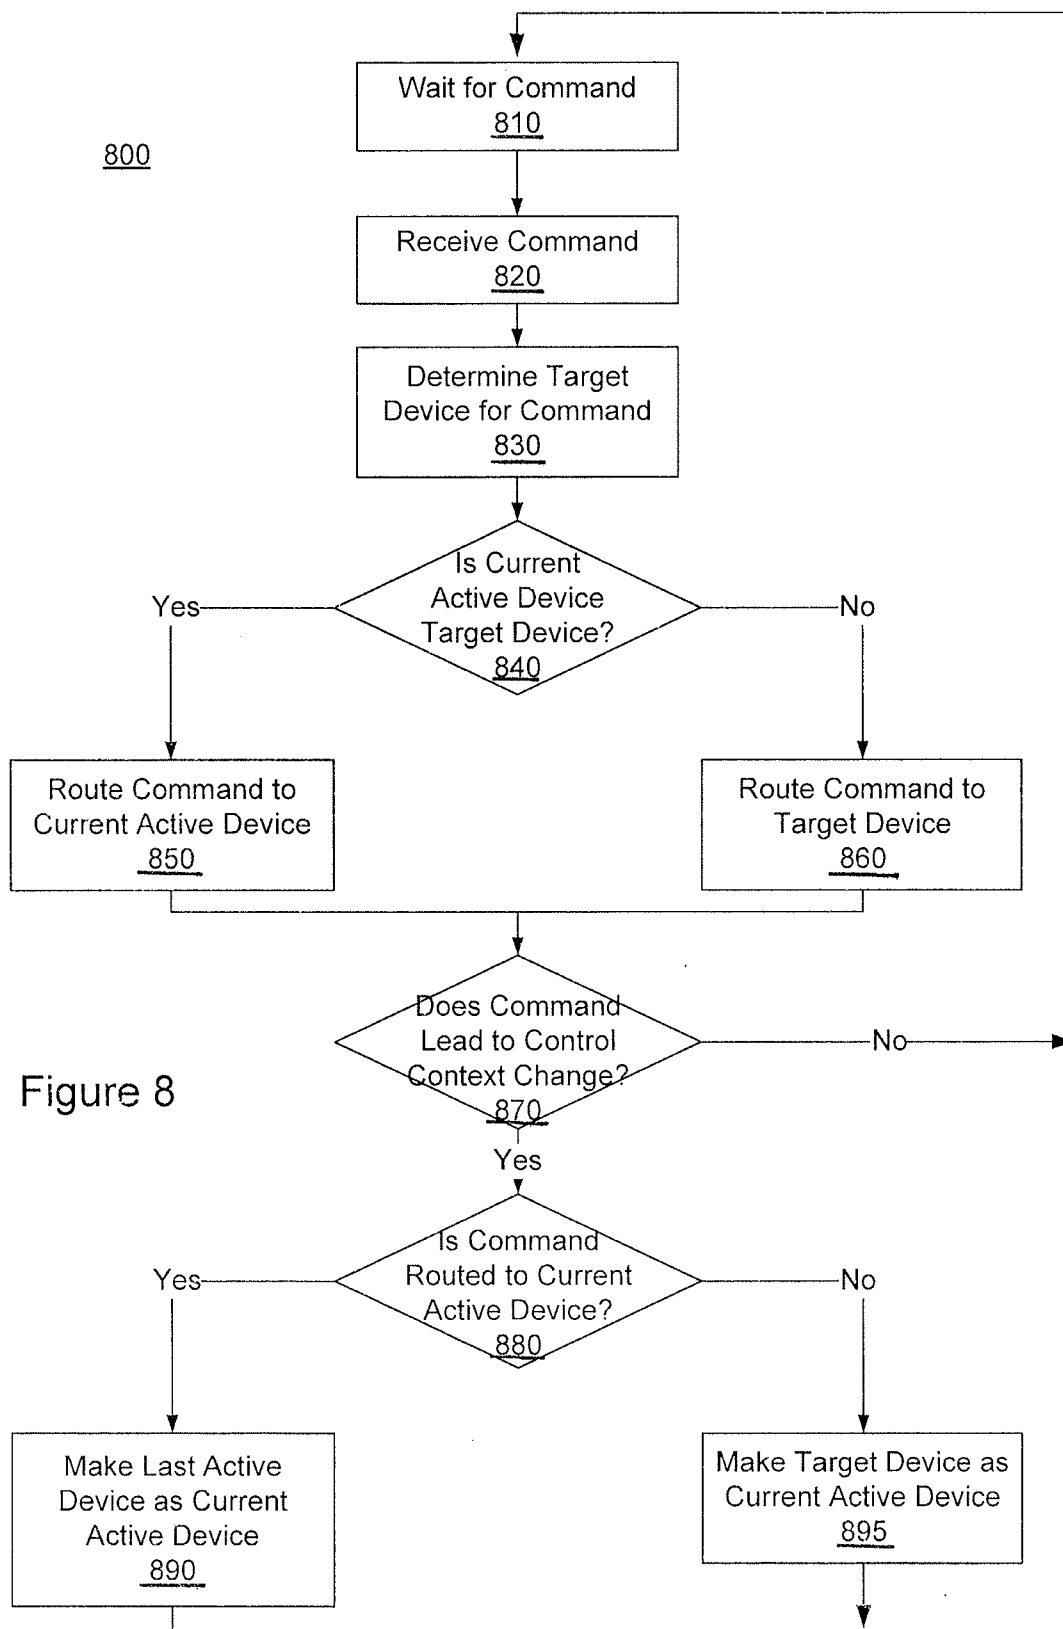 Wait for Command
810
800
Receive Command
820
Determine Target
Device for Command
830
Is Current
Active Device
Target Device?
840
Yes
No
Route Command to
Current Active Device
850
Route Command to
Target Device
860
Does Command
Lead to Control
Context Change?
870
No
Figure 8
Yes
Is Command
Routed to Current
Active Device?
880
Yes
No
Make Last Active
Device as Current
Active Device
890
Make Target Device as
Current Active Device
895